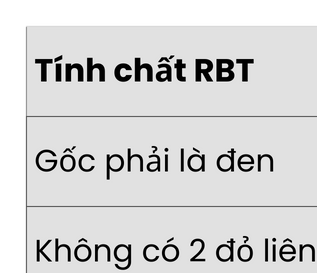 Tính chất RBT
Gốc phải là đen
Không có 2 đỏ liên